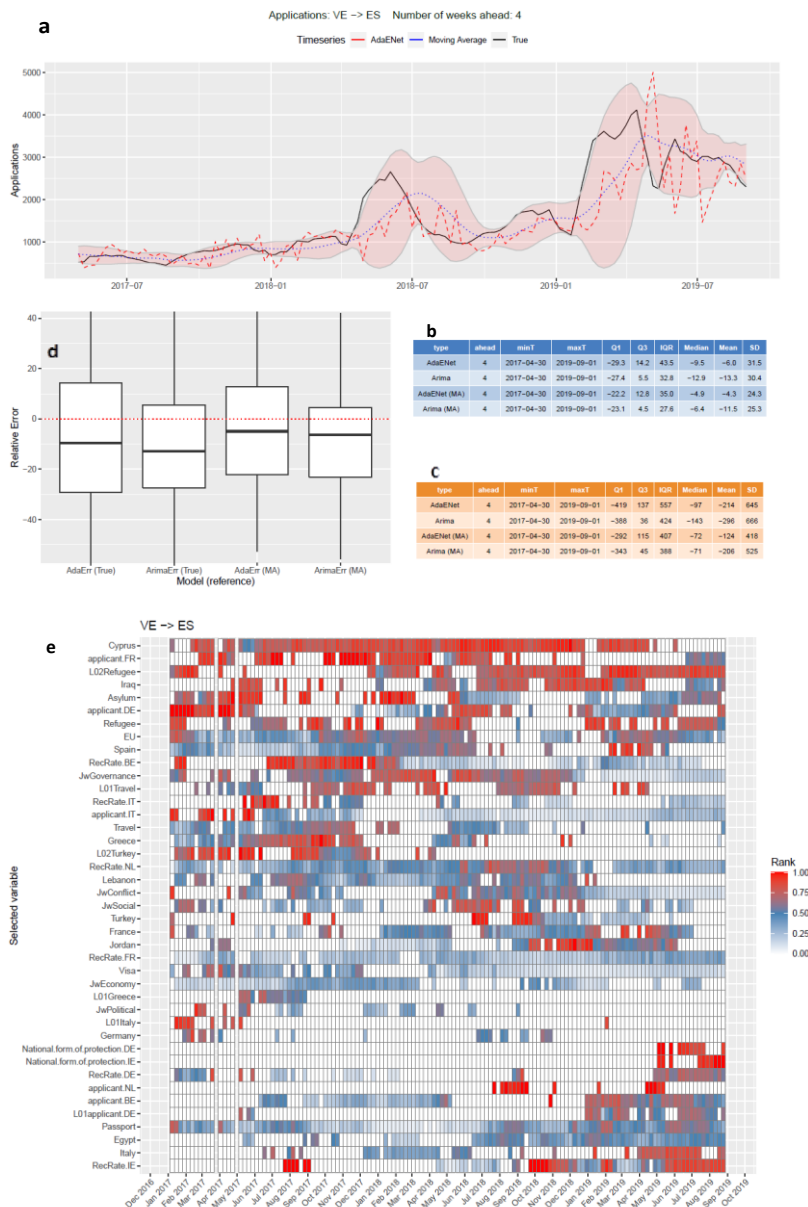 Applications: VE -> ES Number of weeks ahead: 4
a
Timeseries AdaENet Moving Average True
Applications
5000
4000
3000
2000
1000
2017-07 2018-01 2018-07 2019-01 2019-07
d
Relative Error
40
20
0
-20
-40
AdaErr (True) ArimaErr (True) AdaErr (MA) ArimaErr (MA)
Model (reference)
b
type ahead minT maxT Q1 Q3 IQR Median Mean SD
AdaENet 4 2017-04-30 2019-09-01 -29.3 14.2 43.5 -9.5 -6.0 31.5
Arima 4 2017-04-30 2019-09-01 -27.4 5.5 32.8 -12.9 -13.3 30.4
AdaENet (MA) 4 2017-04-30 2019-09-01 -22.2 12.8 35.0 -4.9 -4.3 24.3
Arima (MA) 4 2017-04-30 2019-09-01 -23.1 4.5 27.6 -6.4 -11.5 25.3
c
type ahead minT maxT Q1 Q3 IQR Median Mean SD
AdaENet 4 2017-04-30 2019-09-01 -419 137 557 -97 -214 645
Arima 4 2017-04-30 2019-09-01 -388 36 424 -143 -296 666
AdaENet (MA) 4 2017-04-30 2019-09-01 -292 115 407 -72 -124 418
Arima (MA) 4 2017-04-30 2019-09-01 -343 45 388 -71 -206 525
VE -> ES
e
Selected variable
Cyprus
applicant.FR
L02Refugee
Iraq
Asylum
applicant.DE
Refugee
EU
Spain
RecRate.BE
JwGovernance
L01Travel
RecRate.IT
applicant.IT
Travel
Greece
L02Turkey
RecRate.NL
Lebanon
JwConflict
JwSocial
Turkey
France
Jordan
RecRate.FR
Visa
JwEconomy
L01Greece
JwPolitical
L01Italy
Germany
National.form.of.protection.DE
National.form.of.protection.IE
RecRate.DE
applicant.NL
applicant.BE
L01applicant.DE
Passport
Egypt
Italy
RecRate.IE
Rank
1.00
0.75
0.50
0.25
0.00
Dec 2016 Jan 2017 Feb 2017 Mar 2017 Apr 2017 May 2017 Jun 2017 Jul 2017 Aug 2017 Sep 2017 Oct 2017 Nov 2017 Dec 2017 Jan 2018 Feb 2018 Mar 2018 Apr 2018 May 2018 Jun 2018 Jul 2018 Aug 2018 Sep 2018 Oct 2018 Nov 2018 Dec 2018 Jan 2019 Feb 2019 Mar 2019 Apr 2019 May 2019 Jun 2019 Jul 2019 Aug 2019 Sep 2019 Oct 2019